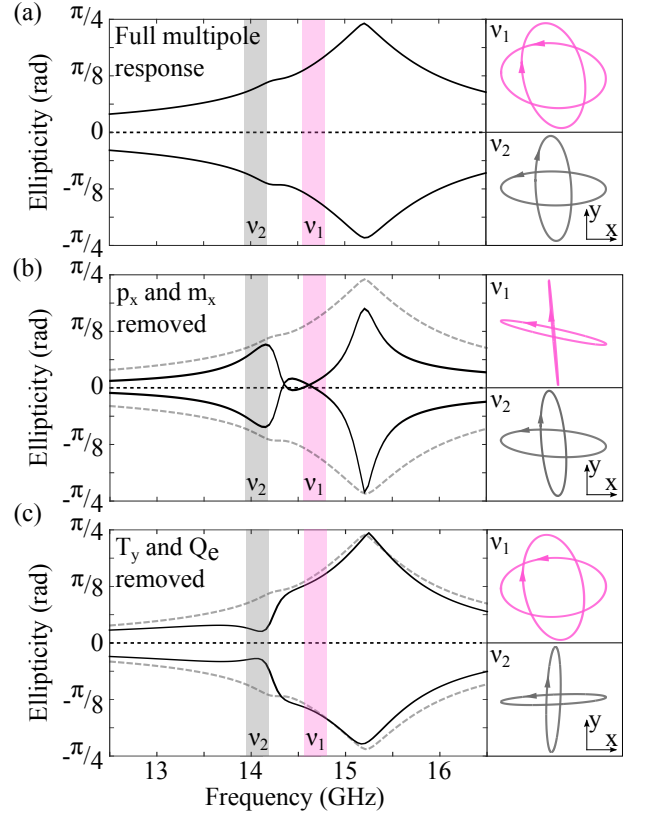 (a)
π/4
π/8
0
-π/8
-π/4
Ellipticity (rad)
Full multipole
response
ν2
ν1
ν1
ν2
y
x
(b)
π/4
π/8
0
-π/8
-π/4
Ellipticity (rad)
px and mx
removed
ν2
ν1
ν1
ν2
y
x
(c)
π/4
π/8
0
-π/8
-π/4
Ellipticity (rad)
Ty and Qe
removed
ν2
ν1
ν1
ν2
y
x
13 14 15 16
Frequency (GHz)